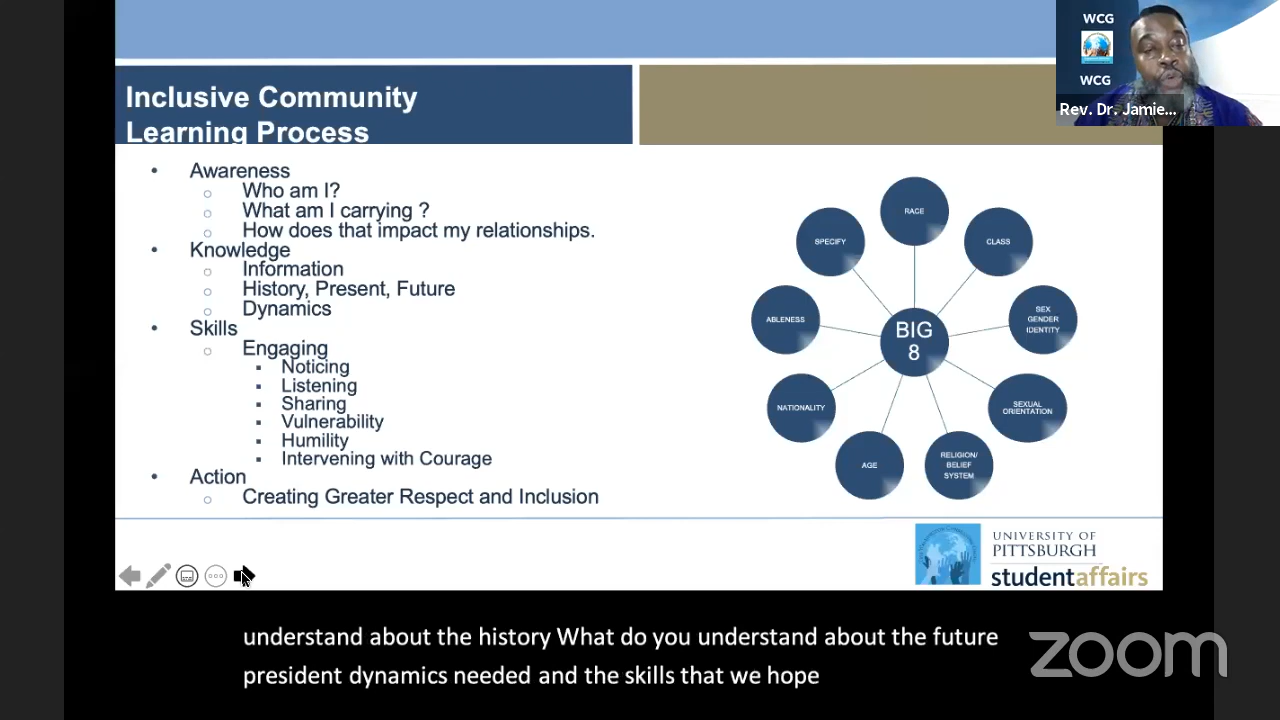 WCG
WCG
Rev. Dr. Jamie...
Inclusive Community
Learning Process
• Awareness
○ Who am I?
○ What am I carrying ?
○ How does that impact my relationships.
• Knowledge
○ Information
○ History, Present, Future
○ Dynamics
• Skills
○ Engaging
▪ Noticing
▪ Listening
▪ Sharing
▪ Vulnerability
▪ Humility
▪ Intervening with Courage
• Action
○ Creating Greater Respect and Inclusion
RACE
CLASS
SEX
GENDER
IDENTITY
SEXUAL
ORIENTATION
RELIGION/
BELIEF
SYSTEM
AGE
NATIONALITY
ABLENESS
SPECIFY
BIG
8
UNIVERSITY OF
PITTSBURGH
studentaffairs
understand about the history What do you understand about the future
president dynamics needed and the skills that we hope
zoom